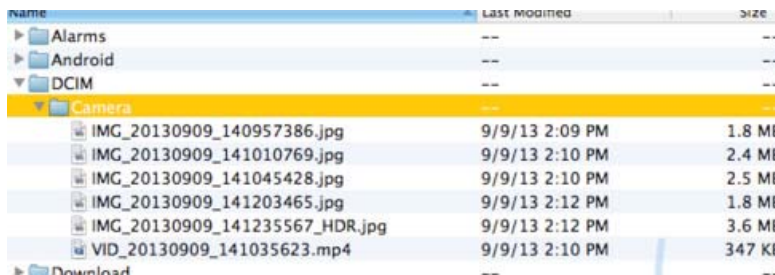 Name Last Modified Size
Alarms -- --
Android -- --
DCIM -- --
Camera -- --
IMG_20130909_140957386.jpg 9/9/13 2:09 PM 1.8 M
IMG_20130909_141010769.jpg 9/9/13 2:10 PM 2.4 M
IMG_20130909_141045428.jpg 9/9/13 2:10 PM 2.5 M
IMG_20130909_141203465.jpg 9/9/13 2:12 PM 1.8 M
IMG_20130909_141235567_HDR.jpg 9/9/13 2:12 PM 3.6 M
VID_20130909_141035623.mp4 9/9/13 2:10 PM 347 K
Download --